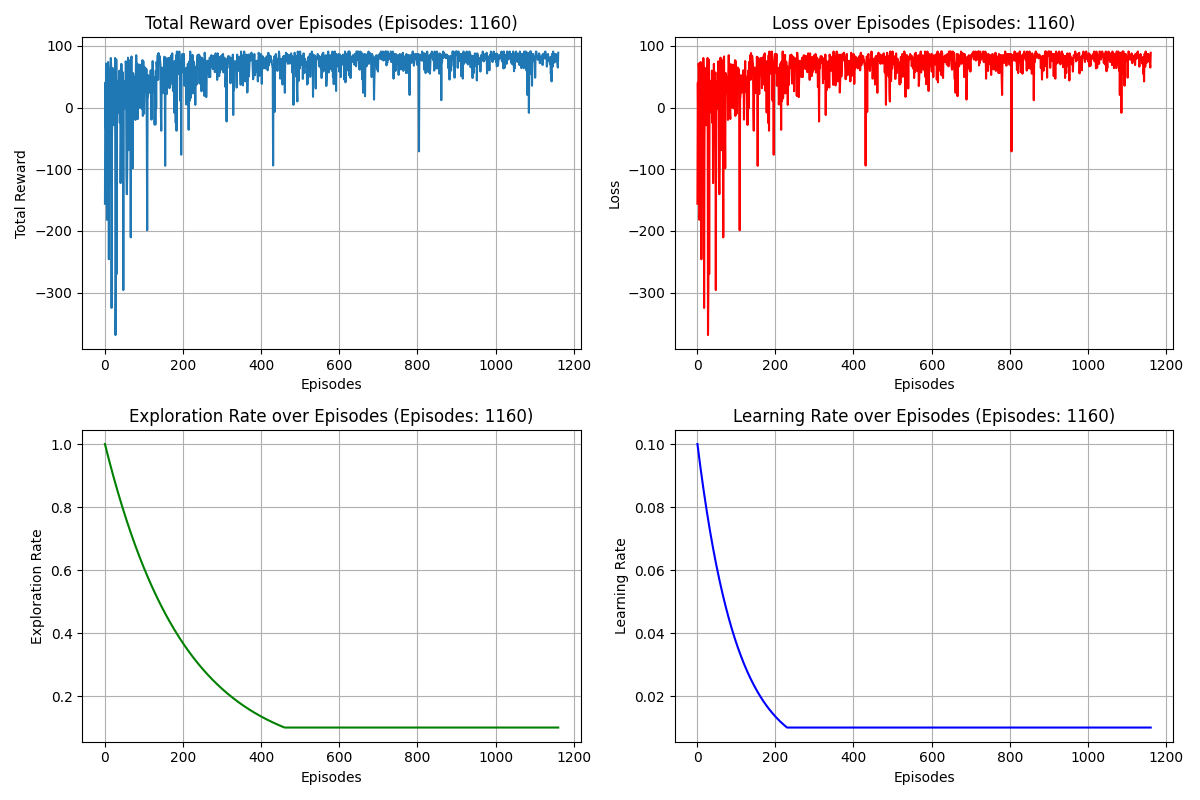 Total Reward over Episodes (Episodes: 1160)
100
0
−100
−200
−300
Total Reward
0 200 400 600 800 1000 1200
Episodes
Loss over Episodes (Episodes: 1160)
100
0
−100
−200
−300
Loss
0 200 400 600 800 1000 1200
Episodes
Exploration Rate over Episodes (Episodes: 1160)
1.0
0.8
0.6
0.4
0.2
Exploration Rate
0 200 400 600 800 1000 1200
Episodes
Learning Rate over Episodes (Episodes: 1160)
0.10
0.08
0.06
0.04
0.02
Learning Rate
0 200 400 600 800 1000 1200
Episodes